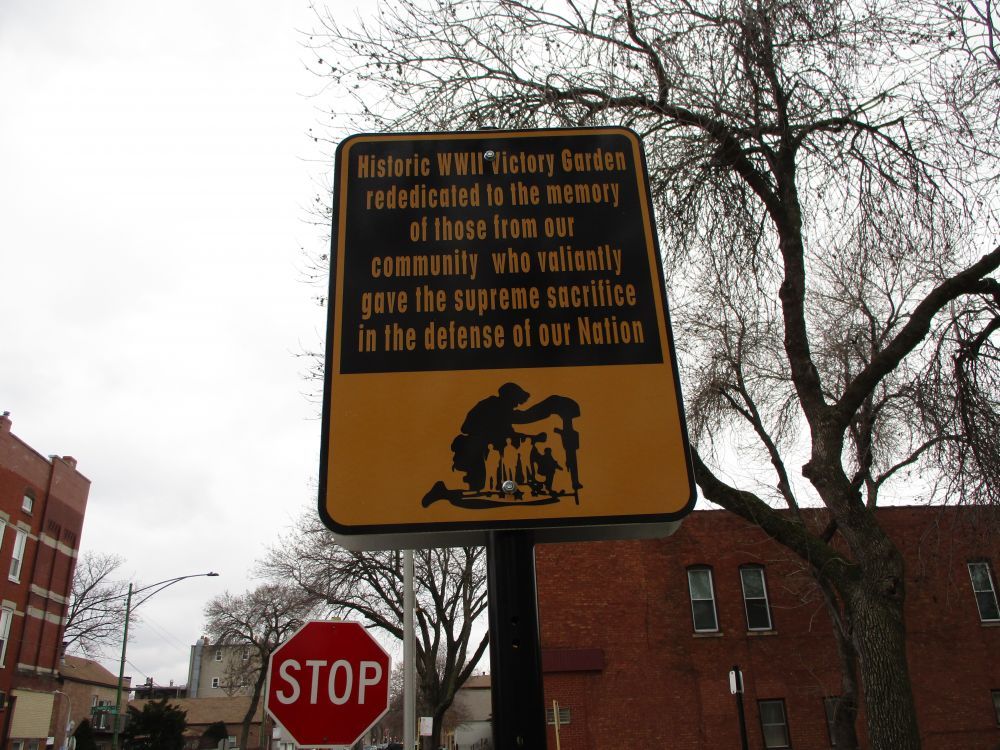 Historic WWII Victory Garden
rededicated to the memory
of those from our
community who valiantly
gave the supreme sacrifice
in the defense of our Nation
STOP